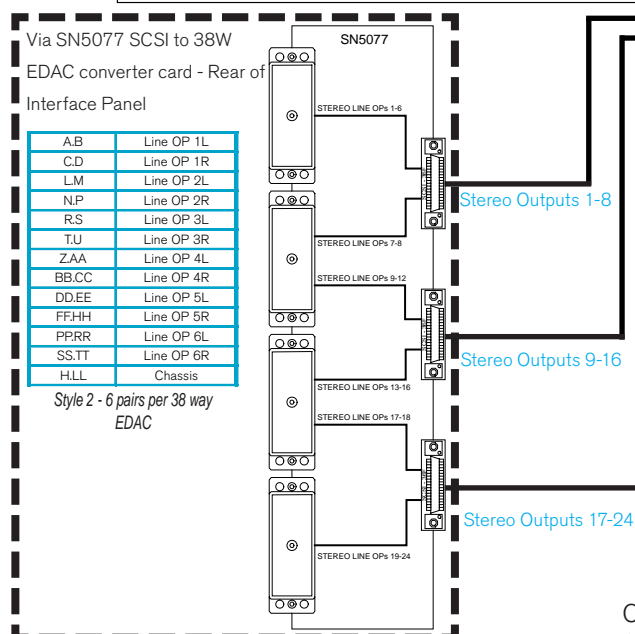 Via SN5077 SCSI to 38W
EDAC converter card - Rear of
Interface Panel
SN5077
A.B Line OP 1L
C.D Line OP 1R
L.M Line OP 2L
N.P Line OP 2R
R.S Line OP 3L
T.U Line OP 3R
Z.AA Line OP 4L
BB.CC Line OP 4R
DD.EE Line OP 5L
FF.HH Line OP 5R
PP.RR Line OP 6L
SS.TT Line OP 6R
H.LL Chassis
Style 2 - 6 pairs per 38 way
EDAC
STEREO LINE OPs 1-6
STEREO LINE OPs 7-8
STEREO LINE OPs 9-12
STEREO LINE OPs 13-16
STEREO LINE OPs 17-18
STEREO LINE OPs 19-24
Stereo Outputs 1-8
Stereo Outputs 9-16
Stereo Outputs 17-24